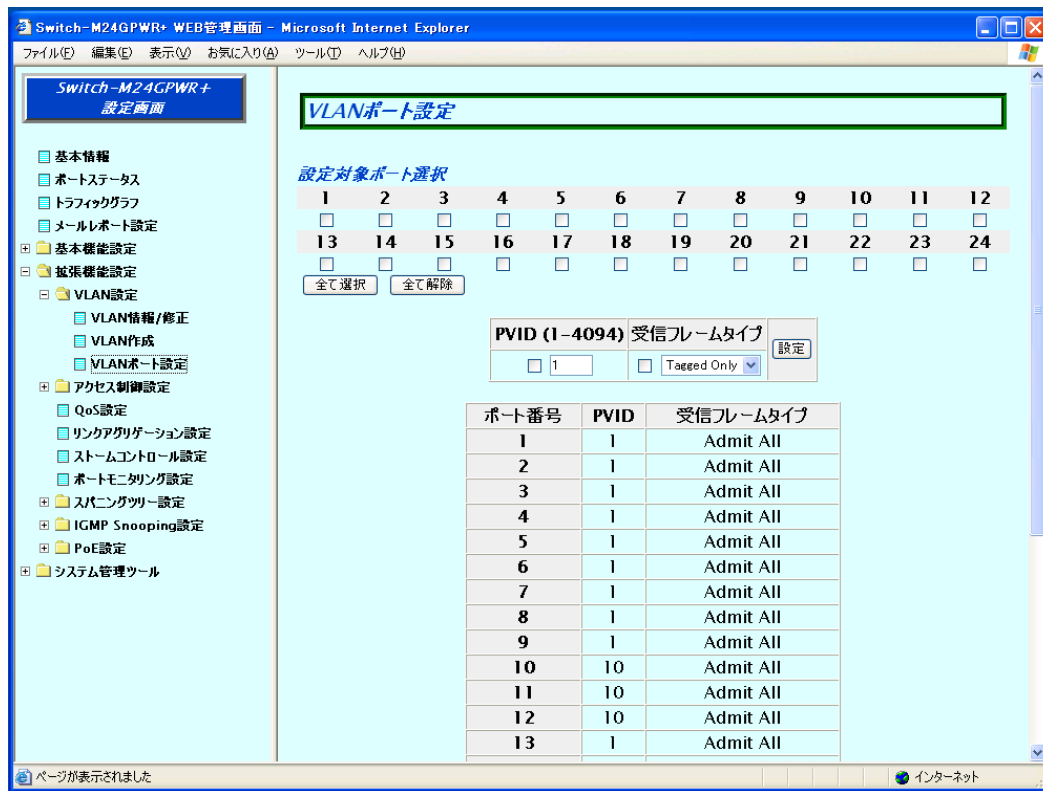 Switch-M24GPWR+ WEB管理画面 - Microsoft Internet Explorer
ファイル(F) 編集(E) 表示(V) お気に入り(A) ツール(T) ヘルプ(H)
Switch-M24GPWR+
設定画面
基本情報
ポートステータス
トラフィックグラフ
メールレポート設定
基本機能設定
拡張機能設定
VLAN設定
VLAN情報/修正
VLAN作成
VLANポート設定
アクセス制御設定
QoS設定
リンクアグリゲーション設定
ストームコントロール設定
ポートモニタリング設定
スパニングツリー設定
IGMP Snooping設定
PoE設定
システム管理ツール
VLANポート設定
設定対象ポート選択
1 2 3 4 5 6 7 8 9 10 11 12
13 14 15 16 17 18 19 20 21 22 23 24
全て選択 全て解除
PVID (1-4094) 受信フレームタイプ 設定
1 Tagged Only
ポート番号 PVID 受信フレームタイプ
1 1 Admit All
2 1 Admit All
3 1 Admit All
4 1 Admit All
5 1 Admit All
6 1 Admit All
7 1 Admit All
8 1 Admit All
9 1 Admit All
10 10 Admit All
11 10 Admit All
12 10 Admit All
13 1 Admit All
ページが表示されました インターネット